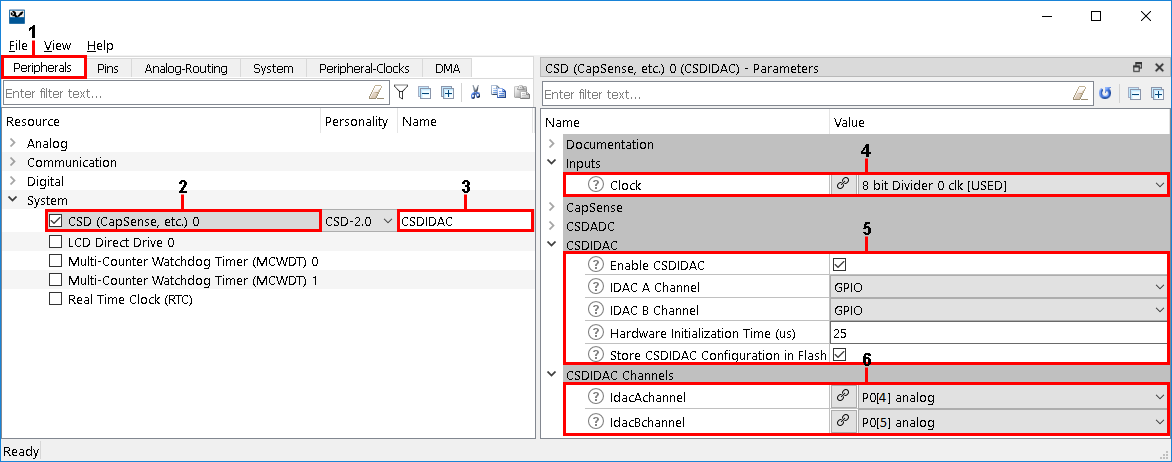 1
File View Help
Peripherals Pins Analog-Routing System Peripheral-Clocks DMA
Enter filter text...
Resource Personality Name
Analog
Communication
Digital
2 3
System
CSD (CapSense, etc.) 0 CSD-2.0 CSDIDAC
LCD Direct Drive 0
Multi-Counter Watchdog Timer (MCWDT) 0
Multi-Counter Watchdog Timer (MCWDT) 1
Real Time Clock (RTC)
CSD (CapSense, etc.) 0 (CSDIDAC) - Parameters
Enter filter text...
Name Value
Documentation
4
Inputs
? Clock 8 bit Divider 0 clk [USED]
CapSense
CSDADC
5
CSDIDAC
? Enable CSDIDAC
? IDAC A Channel GPIO
? IDAC B Channel GPIO
? Hardware Initialization Time (us) 25
? Store CSDIDAC Configuration in Flash
6
CSDIDAC Channels
? IdacAchannel P0[4] analog
? IdacBchannel P0[5] analog
Ready